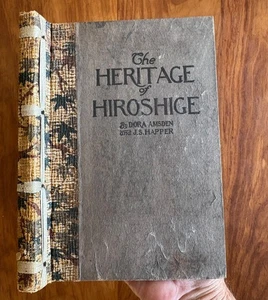 The
HERITAGE
of
HIROSHIGE
By DORA AMSDEN
and J.S. HAPPER